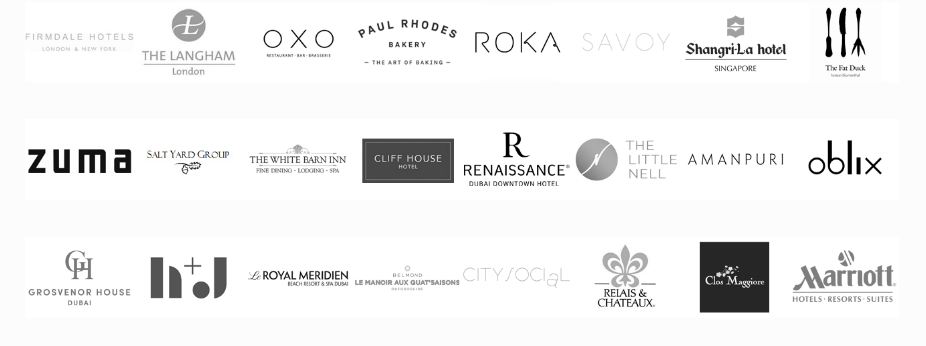 FIRMDALE HOTELS
LONDON & NEW YORK
THE LANGHAM
London
OXO
RESTAURANT · BAR · BRASSERIE
PAUL RHODES
BAKERY
– THE ART OF BAKING –
ROKA
SAVOY
Shangri-La hotel
SINGAPORE
The Fat Duck
zuma
SALT YARD GROUP
THE WHITE BARN INN
FINE DINING · LODGING · SPA
CLIFF HOUSE
HOTEL
R
RENAISSANCE®
DUBAI DOWNTOWN HOTEL
THE
LITTLE
NELL
AMANPURI
oblix
GH
GROSVENOR HOUSE
DUBAI
h+J
Le ROYAL MERIDIEN
BEACH RESORT & SPA DUBAI
BELMOND
LE MANOIR AUX QUAT'SAISONS
CITY SOCIAL
RELAIS &
CHATEAUX®
Clos Maggiore
Marriott®
HOTELS · RESORTS · SUITES